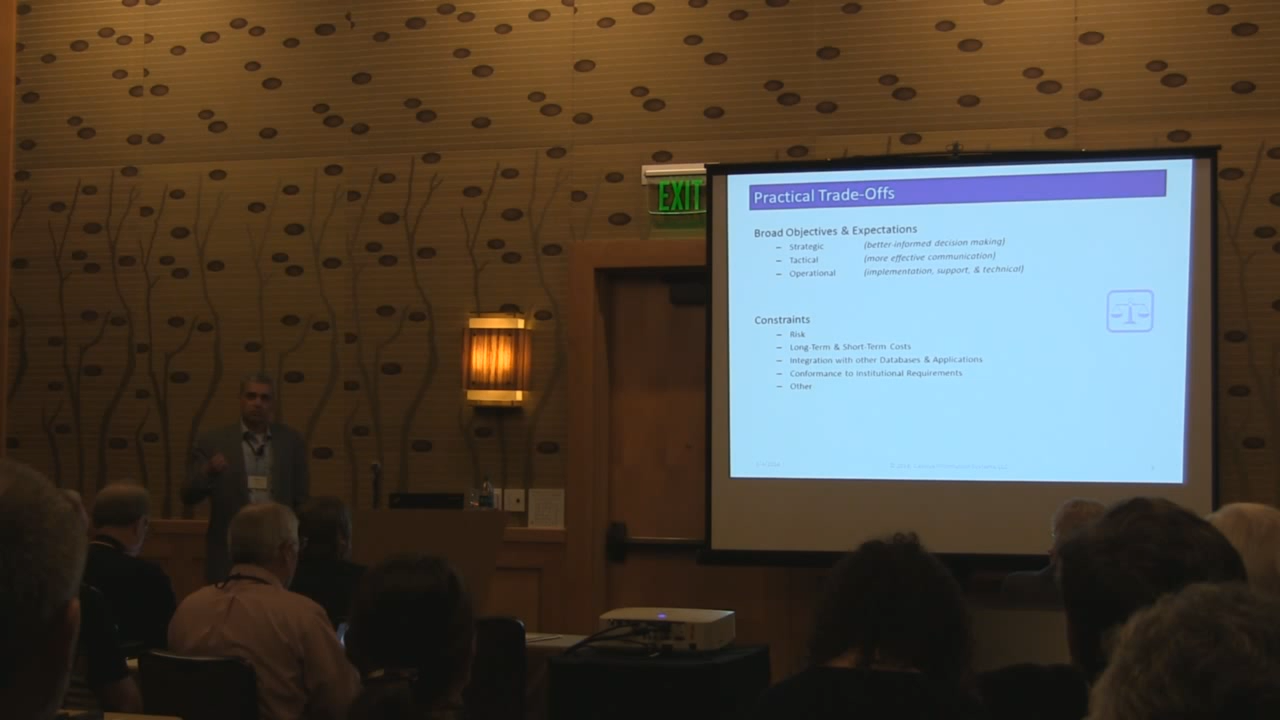 EXIT
Practical Trade-Offs
Broad Objectives & Expectations
– Strategic (better-informed decision making)
– Tactical (more effective communication)
– Operational (implementation, support, & technical)
Constraints
– Risk
– Long-Term & Short-Term Costs
– Integration with other Databases & Applications
– Conformance to Institutional Requirements
– Other